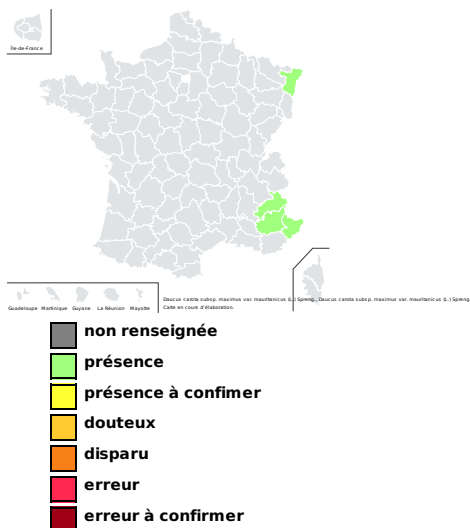 Île-de-France
Guadeloupe Martinique Guyane La Réunion Mayotte
Daucus carota subsp. maximus var. mauritanicus (L.) Spreng., Daucus carota subsp. maximus var. mauritanicus (L.) Spreng.
Carte en cours d'élaboration.
non renseignée
présence
présence à confimer
douteux
disparu
erreur
erreur à confirmer